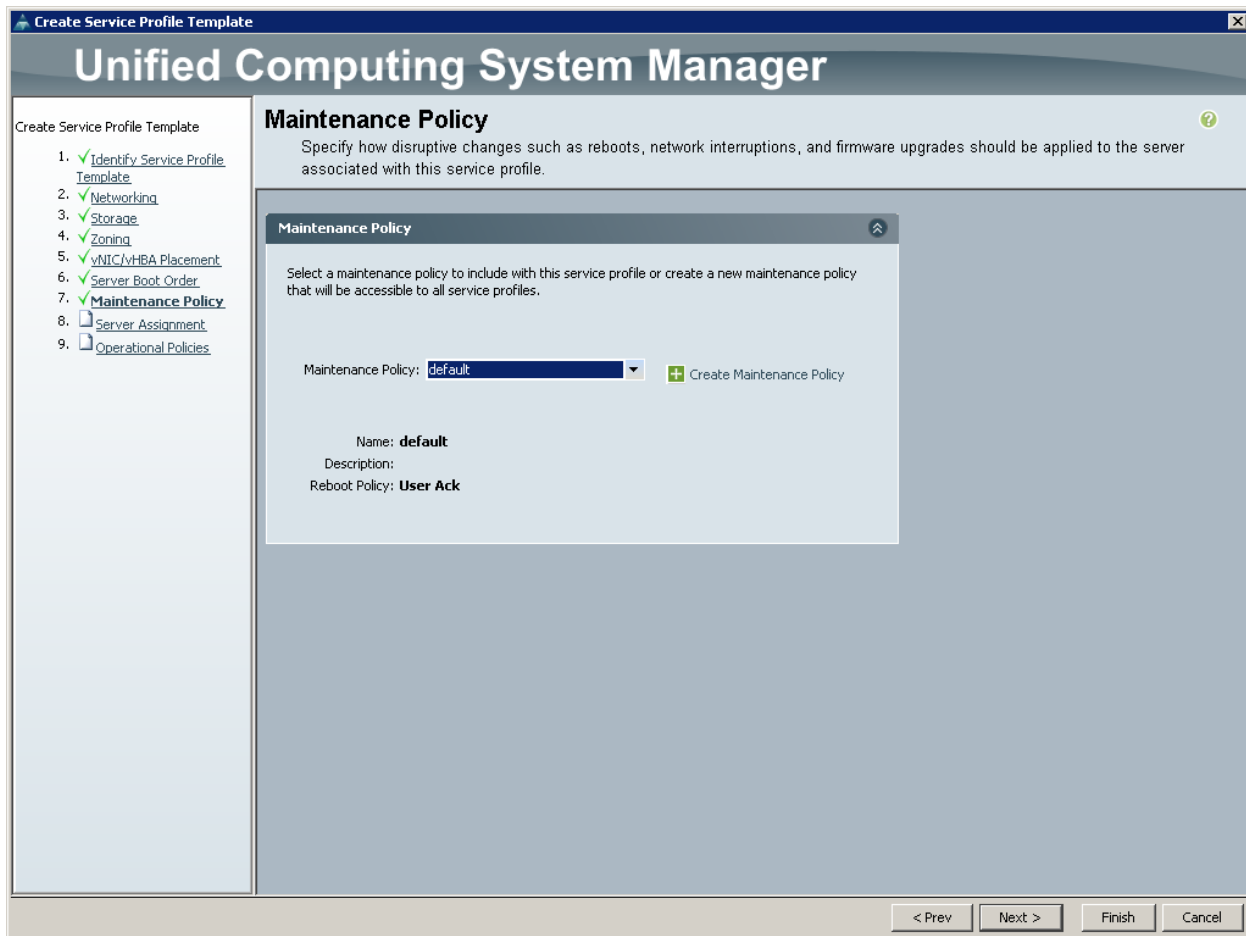 Create Service Profile Template
Unified Computing System Manager
Create Service Profile Template
1. Identify Service Profile
Template
2. Networking
3. Storage
4. Zoning
5. vNIC/vHBA Placement
6. Server Boot Order
7. Maintenance Policy
8. Server Assignment
9. Operational Policies
Maintenance Policy
Specify how disruptive changes such as reboots, network interruptions, and firmware upgrades should be applied to the server
associated with this service profile.
Maintenance Policy
Select a maintenance policy to include with this service profile or create a new maintenance policy
that will be accessible to all service profiles.
Maintenance Policy: default
Create Maintenance Policy
Name: default
Description:
Reboot Policy: User Ack
< Prev
Next >
Finish
Cancel